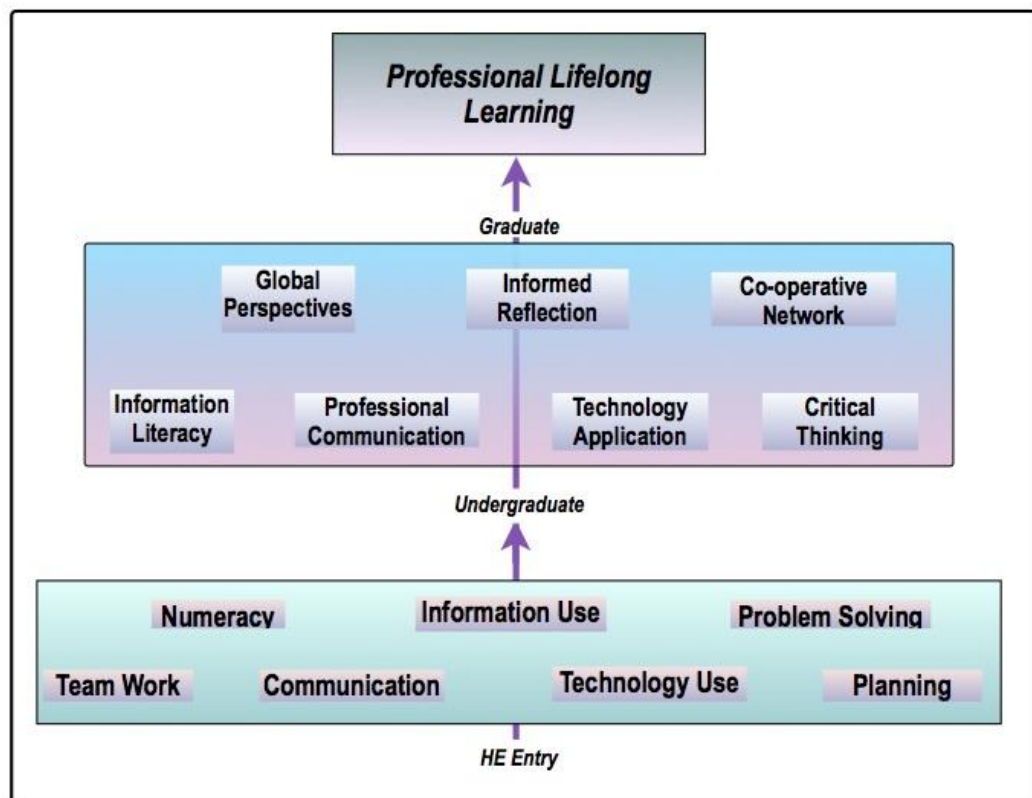 Professional Lifelong
Learning
Graduate
Global
Perspectives
Informed
Reflection
Co-operative
Network
Information
Literacy
Professional
Communication
Technology
Application
Critical
Thinking
Undergraduate
Numeracy
Information Use
Problem Solving
Team Work
Communication
Technology Use
Planning
HE Entry